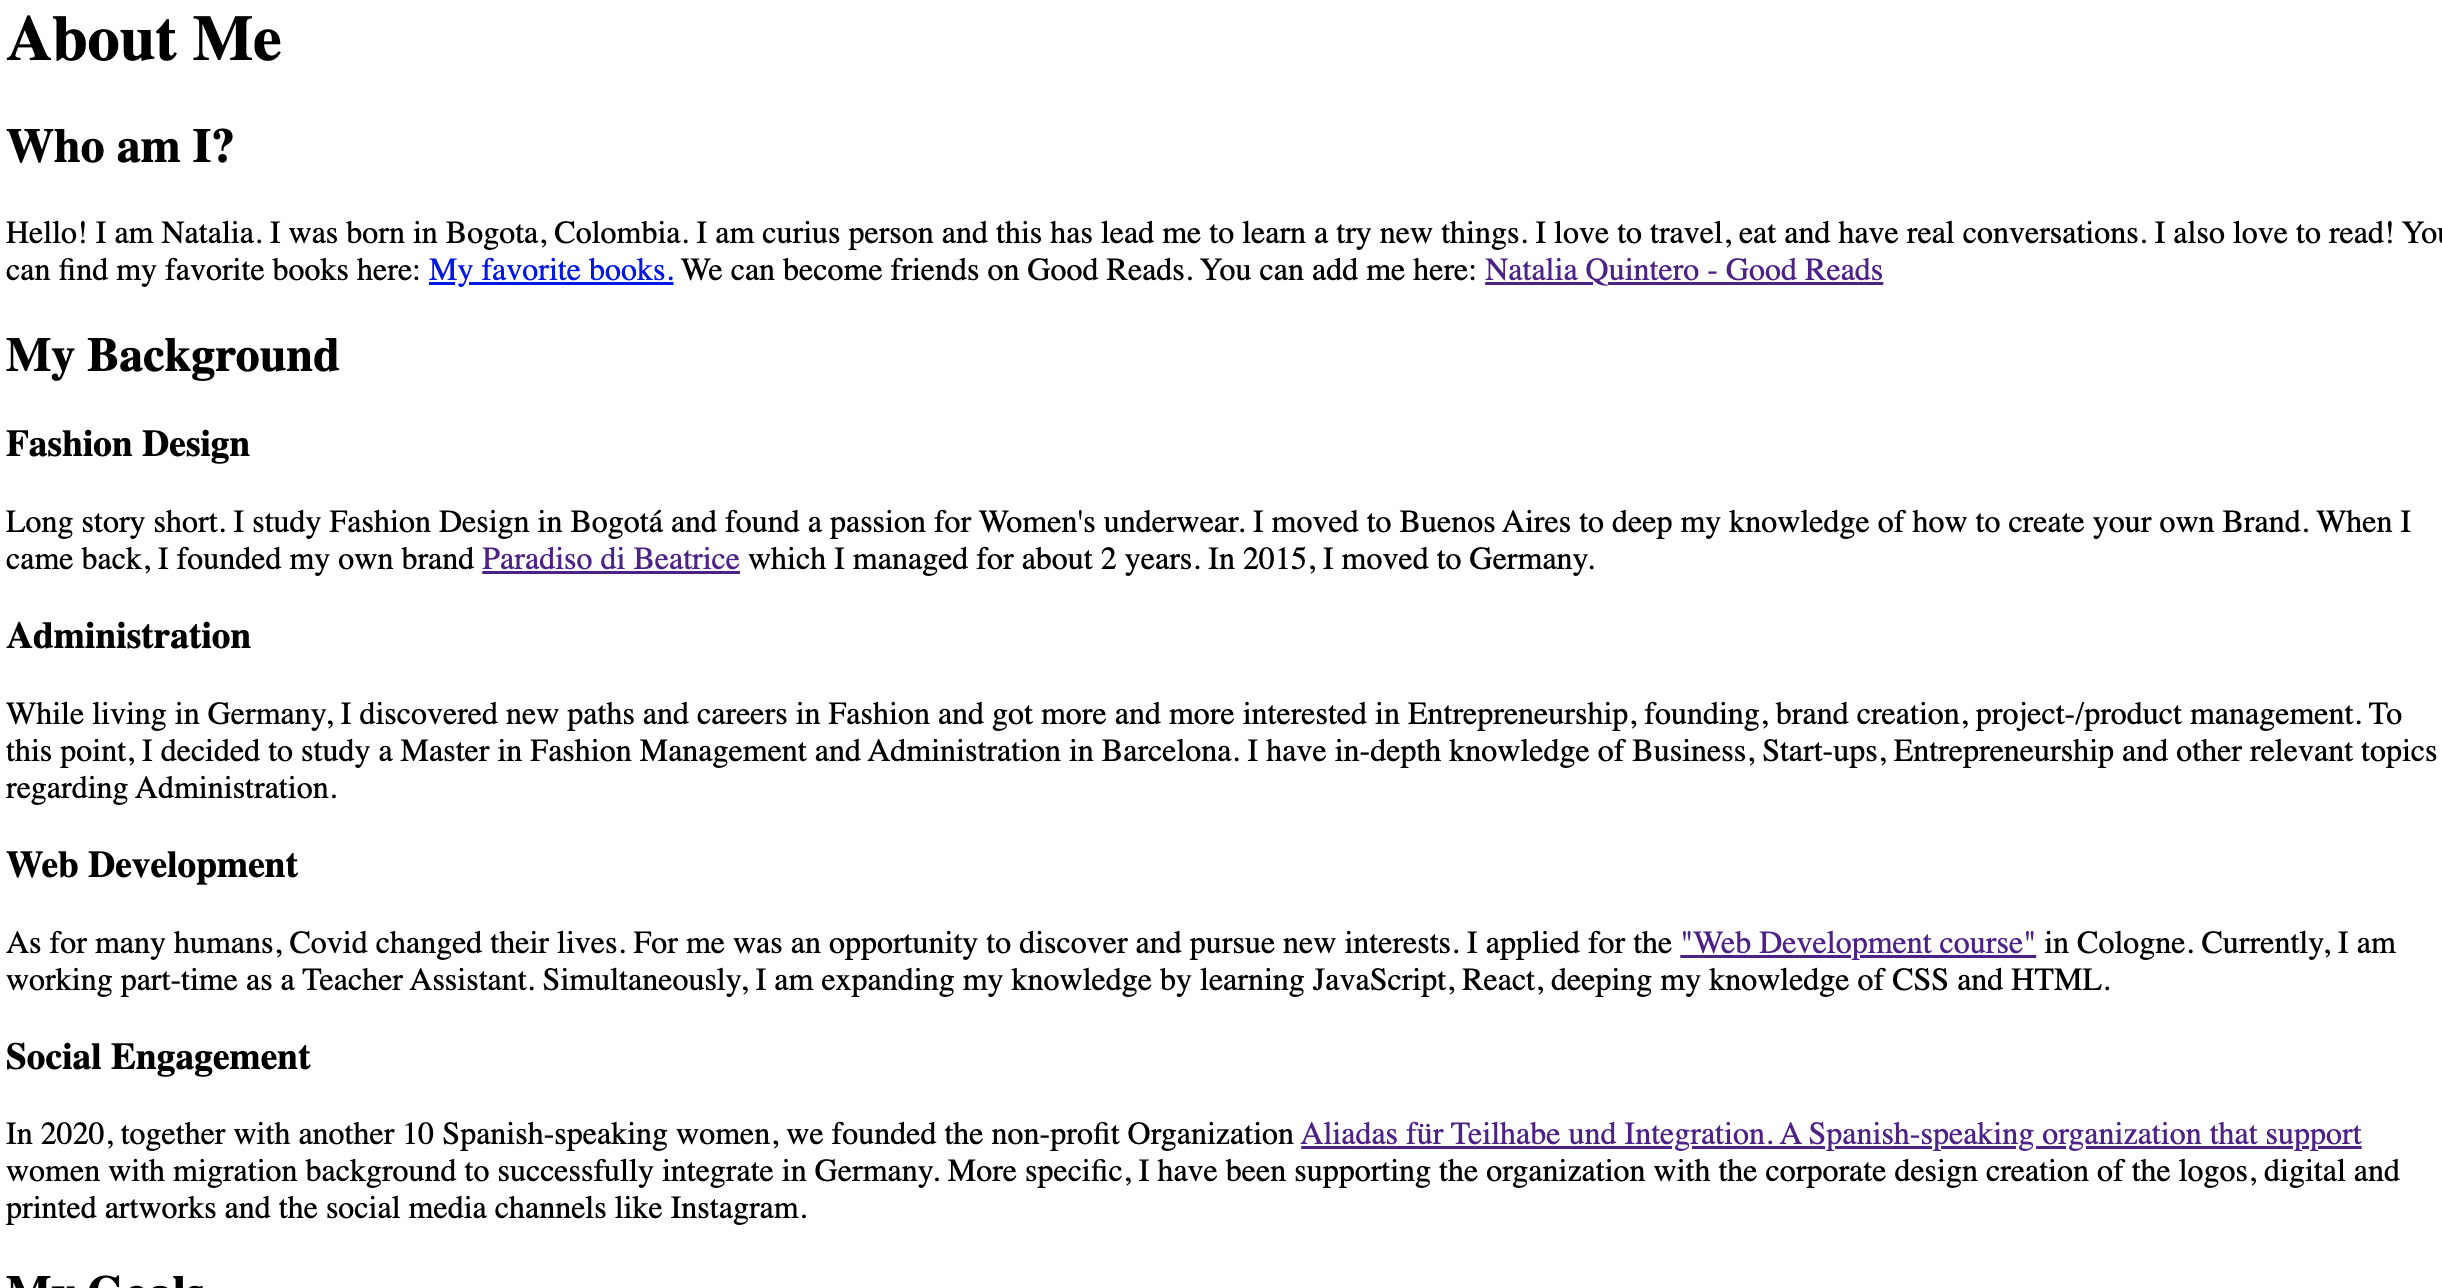 About Me
Who am I?
Hello! I am Natalia. I was born in Bogota, Colombia. I am curius person and this has lead me to learn a try new things. I love to travel, eat and have real conversations. I also love to read! You
can find my favorite books here: My favorite books. We can become friends on Good Reads. You can add me here: Natalia Quintero - Good Reads
My Background
Fashion Design
Long story short. I study Fashion Design in Bogotá and found a passion for Women's underwear. I moved to Buenos Aires to deep my knowledge of how to create your own Brand. When I
came back, I founded my own brand Paradiso di Beatrice which I managed for about 2 years. In 2015, I moved to Germany.
Administration
While living in Germany, I discovered new paths and careers in Fashion and got more and more interested in Entrepreneurship, founding, brand creation, project-/product management. To
this point, I decided to study a Master in Fashion Management and Administration in Barcelona. I have in-depth knowledge of Business, Start-ups, Entrepreneurship and other relevant topics
regarding Administration.
Web Development
As for many humans, Covid changed their lives. For me was an opportunity to discover and pursue new interests. I applied for the "Web Development course" in Cologne. Currently, I am
working part-time as a Teacher Assistant. Simultaneously, I am expanding my knowledge by learning JavaScript, React, deeping my knowledge of CSS and HTML.
Social Engagement
In 2020, together with another 10 Spanish-speaking women, we founded the non-profit Organization Aliadas für Teilhabe und Integration. A Spanish-speaking organization that support
women with migration background to successfully integrate in Germany. More specific, I have been supporting the organization with the corporate design creation of the logos, digital and
printed artworks and the social media channels like Instagram.
My Goals